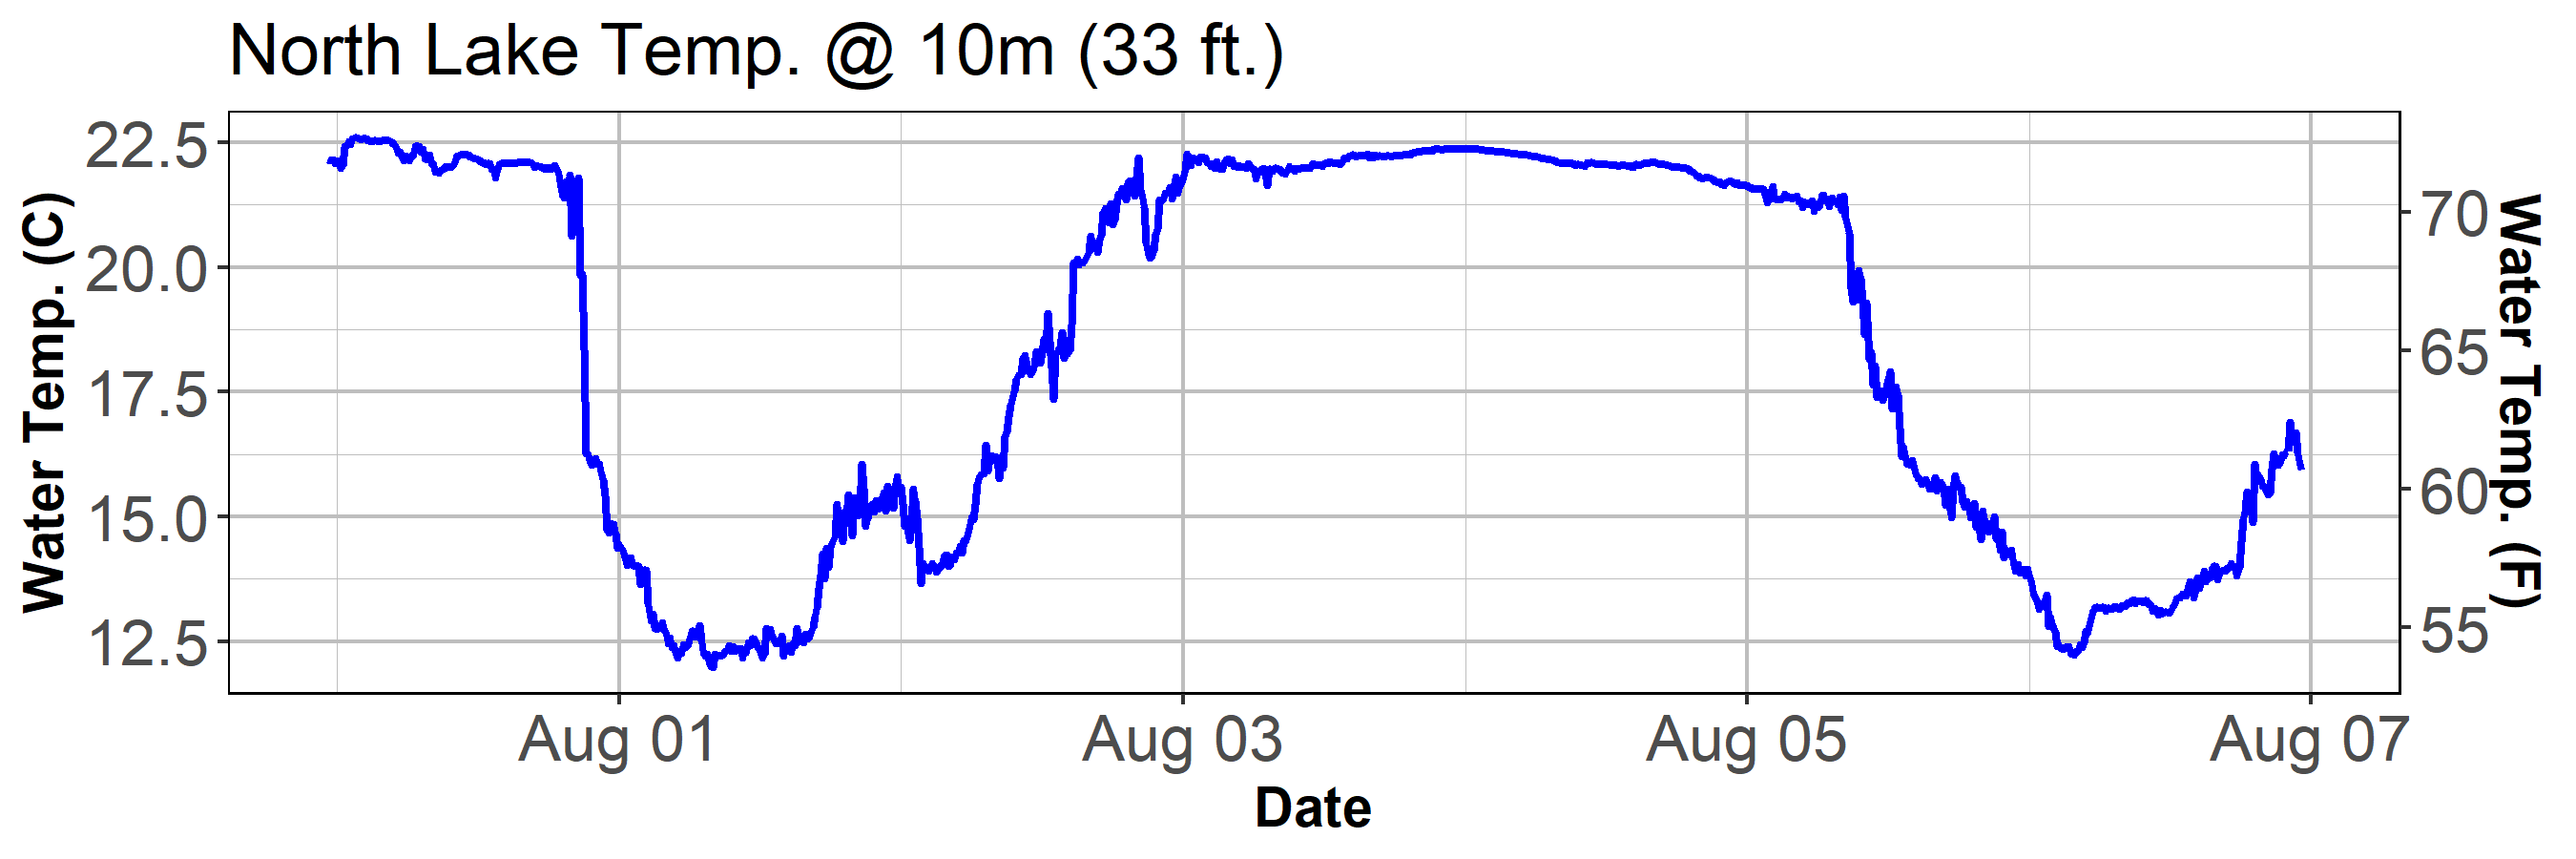 North Lake Temp. @ 10m (33 ft.)
Water Temp. (C)
22.5
20.0
17.5
15.0
12.5
70
65
60
55
Water Temp. (F)
Aug 01 Aug 03 Aug 05 Aug 07
Date